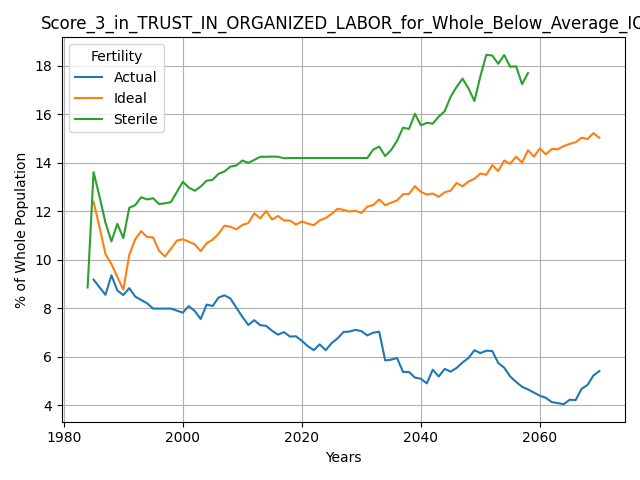 Score_3_in_TRUST_IN_ORGANIZED_LABOR_for_Whole_Below_Average_IQ
Fertility
Actual
Ideal
Sterile
18
16
14
12
10
8
6
4
% of Whole Population
1980
2000
2020
2040
2060
Years